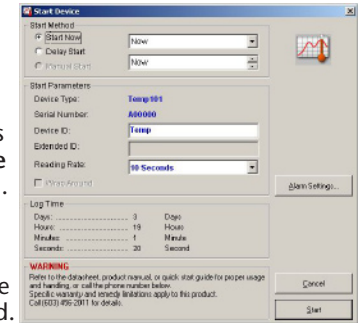 Start Device
Start Method
Start Now Now
Delay Start
Manual Start Now
Start Parameters
Device Type: Temp101
Serial Number: A00000
Device ID: Temp
Extended ID:
Reading Rate: 10 Seconds
Wrap Around
Alarm Settings...
Log Time
Days: 3 Days
Hours: 19 Hours
Minutes: 1 Minute
Seconds: 20 Second
WARNING
Refer to the datasheet, product manual, or quick start guide for proper usage
and handling, or call the phone number below.
Specific warranty and remedy limitations apply to this product.
Call (603) 456-2011 for details.
Cancel
Start